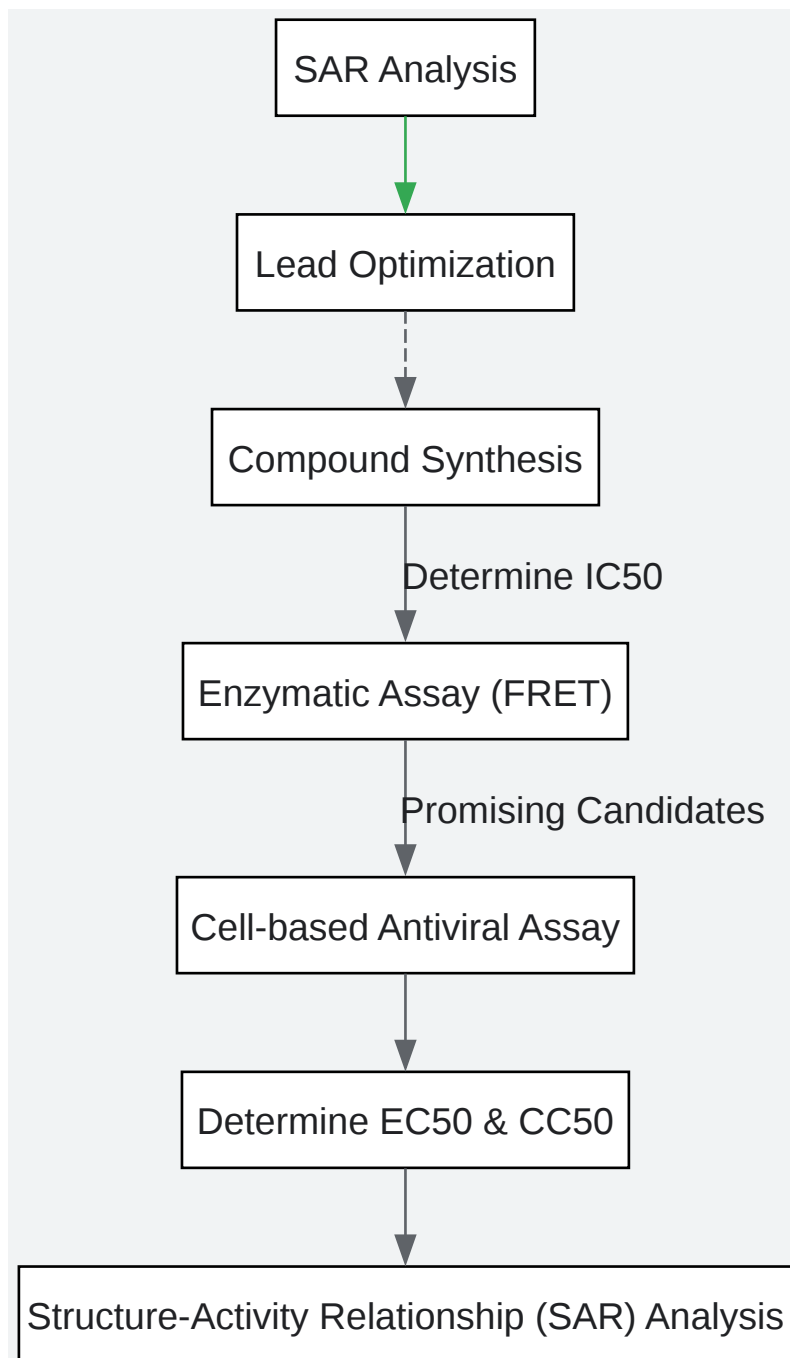 SAR Analysis
Lead Optimization
Compound Synthesis
Determine IC50
Enzymatic Assay (FRET)
Promising Candidates
Cell-based Antiviral Assay
Determine EC50 & CC50
Structure-Activity Relationship (SAR) Analysis